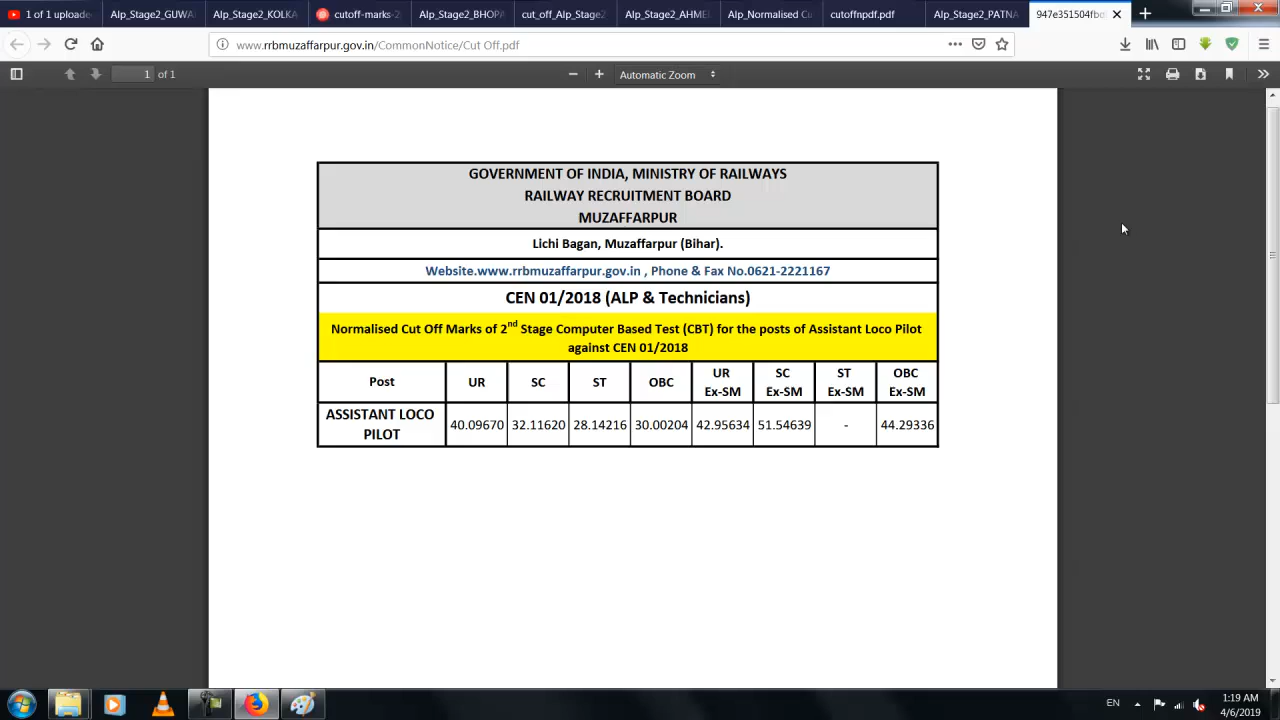 1 of 1 uploade
Alp_Stage2_GUWA
Alp_Stage2_KOLKA
cutoff-marks-2
Alp_Stage2_BHOPA
cut_off_Alp_Stage2
Alp_Stage2_AHME
Alp_Normalised Cu
cutoffnpdf.pdf
Alp_Stage2_PATNA
947e351504fbd
www.rrbmuzaffarpur.gov.in/CommonNotice/Cut Off.pdf
1 of 1
Automatic Zoom
GOVERNMENT OF INDIA, MINISTRY OF RAILWAYS
RAILWAY RECRUITMENT BOARD
MUZAFFARPUR
Lichi Bagan, Muzaffarpur (Bihar).
Website.www.rrbmuzaffarpur.gov.in , Phone & Fax No.0621-2221167
CEN 01/2018 (ALP & Technicians)
Normalised Cut Off Marks of 2nd Stage Computer Based Test (CBT) for the posts of Assistant Loco Pilot
against CEN 01/2018
Post UR SC ST OBC UR Ex-SM SC Ex-SM ST Ex-SM OBC Ex-SM
ASSISTANT LOCO PILOT 40.09670 32.11620 28.14216 30.00204 42.95634 51.54639 - 44.29336
EN
1:19 AM
4/6/2019